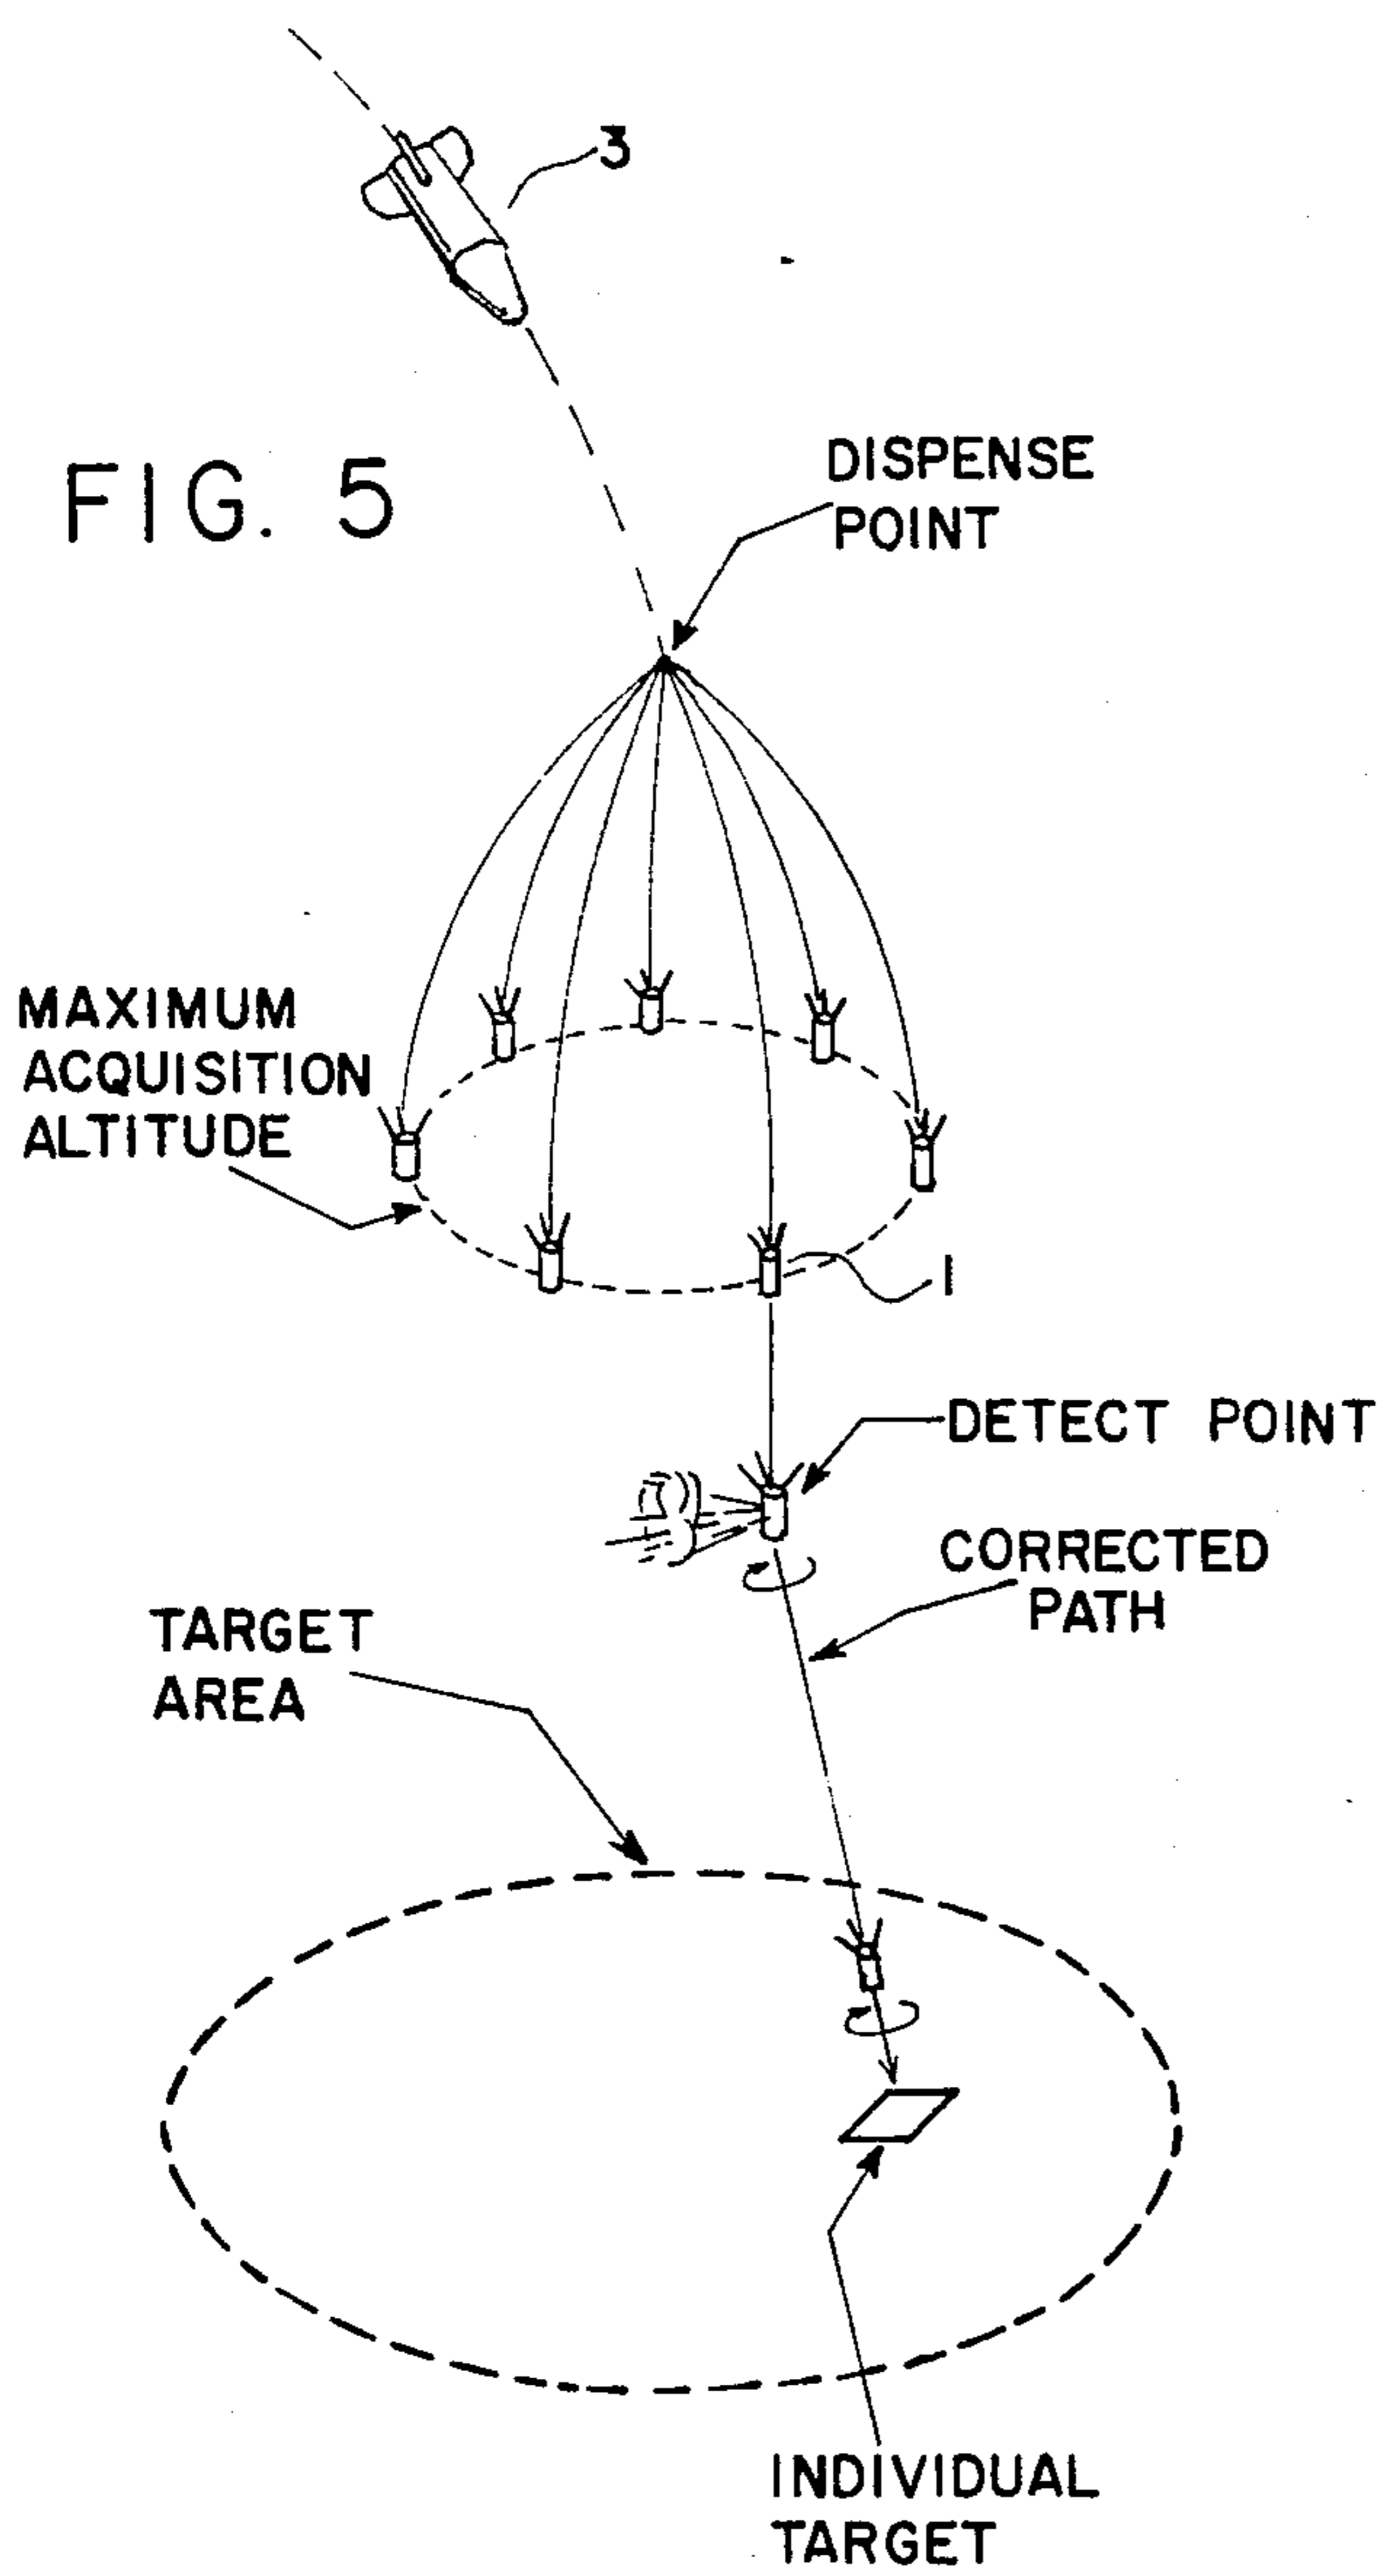 3
FIG. 5
DISPENSE
POINT
MAXIMUM
ACQUISITION
ALTITUDE
1
DETECT POINT
CORRECTED
PATH
TARGET
AREA
INDIVIDUAL
TARGET